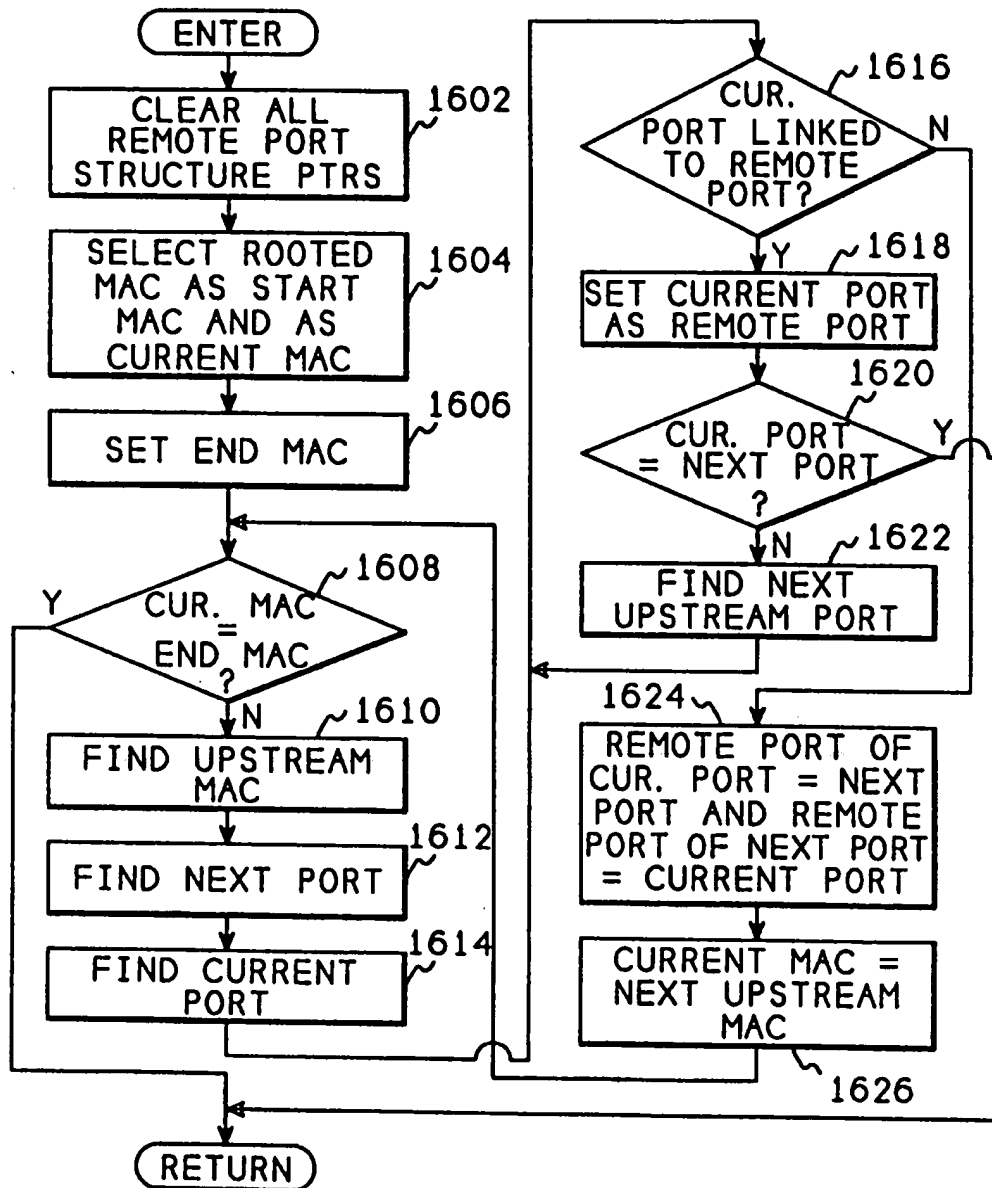 ENTER
1602
CLEAR ALL
REMOTE PORT
STRUCTURE PTRS
1604
SELECT ROOTED
MAC AS START
MAC AND AS
CURRENT MAC
1606
SET END MAC
1608
Y
CUR. MAC
=
END MAC
?
N
1610
FIND UPSTREAM
MAC
1612
FIND NEXT PORT
1614
FIND CURRENT
PORT
RETURN
1616
CUR.
PORT LINKED
TO REMOTE
PORT?
N
Y
1618
SET CURRENT PORT
AS REMOTE PORT
1620
CUR. PORT
= NEXT PORT
?
Y
N
1622
FIND NEXT
UPSTREAM PORT
1624
REMOTE PORT OF
CUR. PORT = NEXT
PORT AND REMOTE
PORT OF NEXT PORT
= CURRENT PORT
CURRENT MAC =
NEXT UPSTREAM
MAC
1626